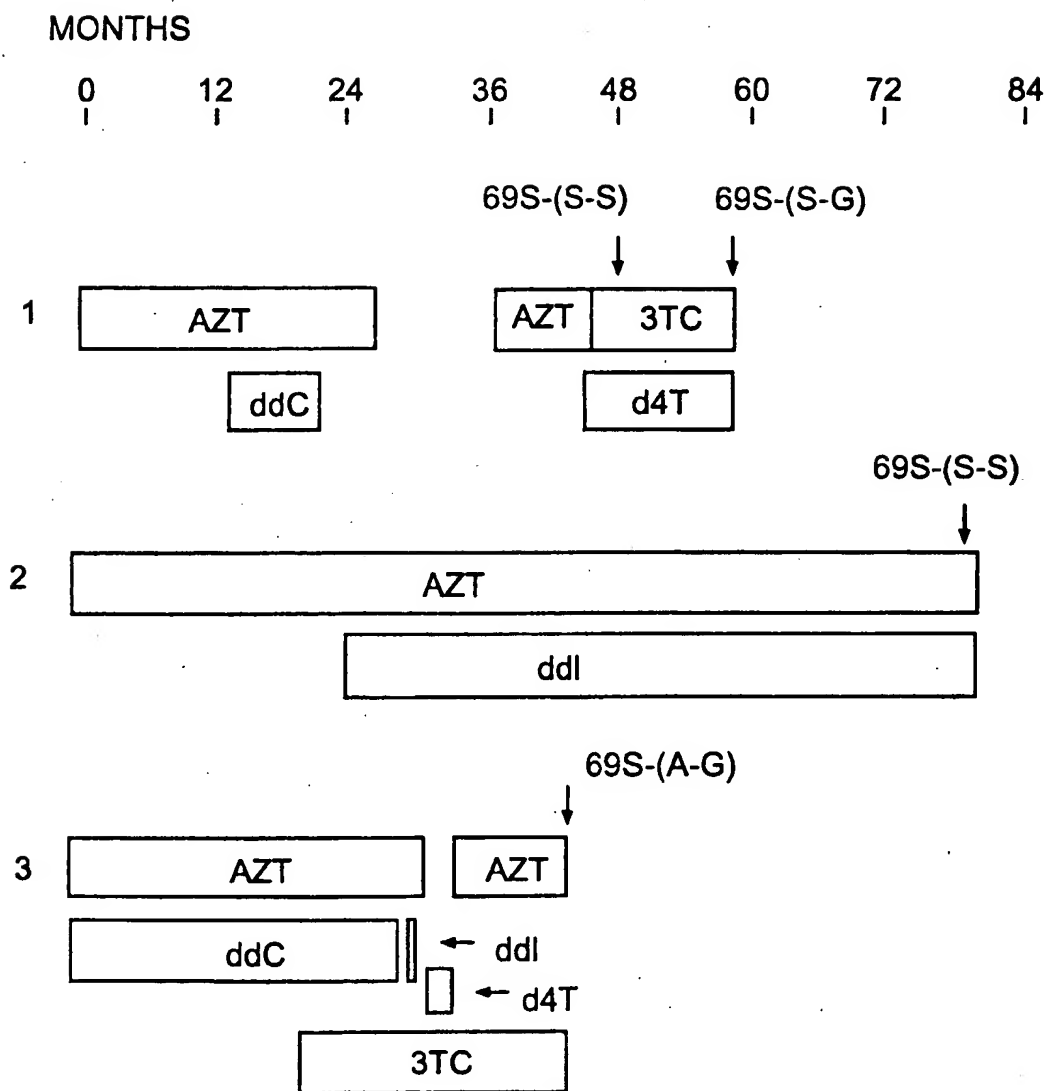 MONTHS
0 12 24 36 48 60 72 84
69S-(S-S) 69S-(S-G)
1 AZT AZT 3TC
ddC d4T
69S-(S-S)
2 AZT
ddI
69S-(A-G)
3 AZT AZT
ddC ddI
d4T
3TC